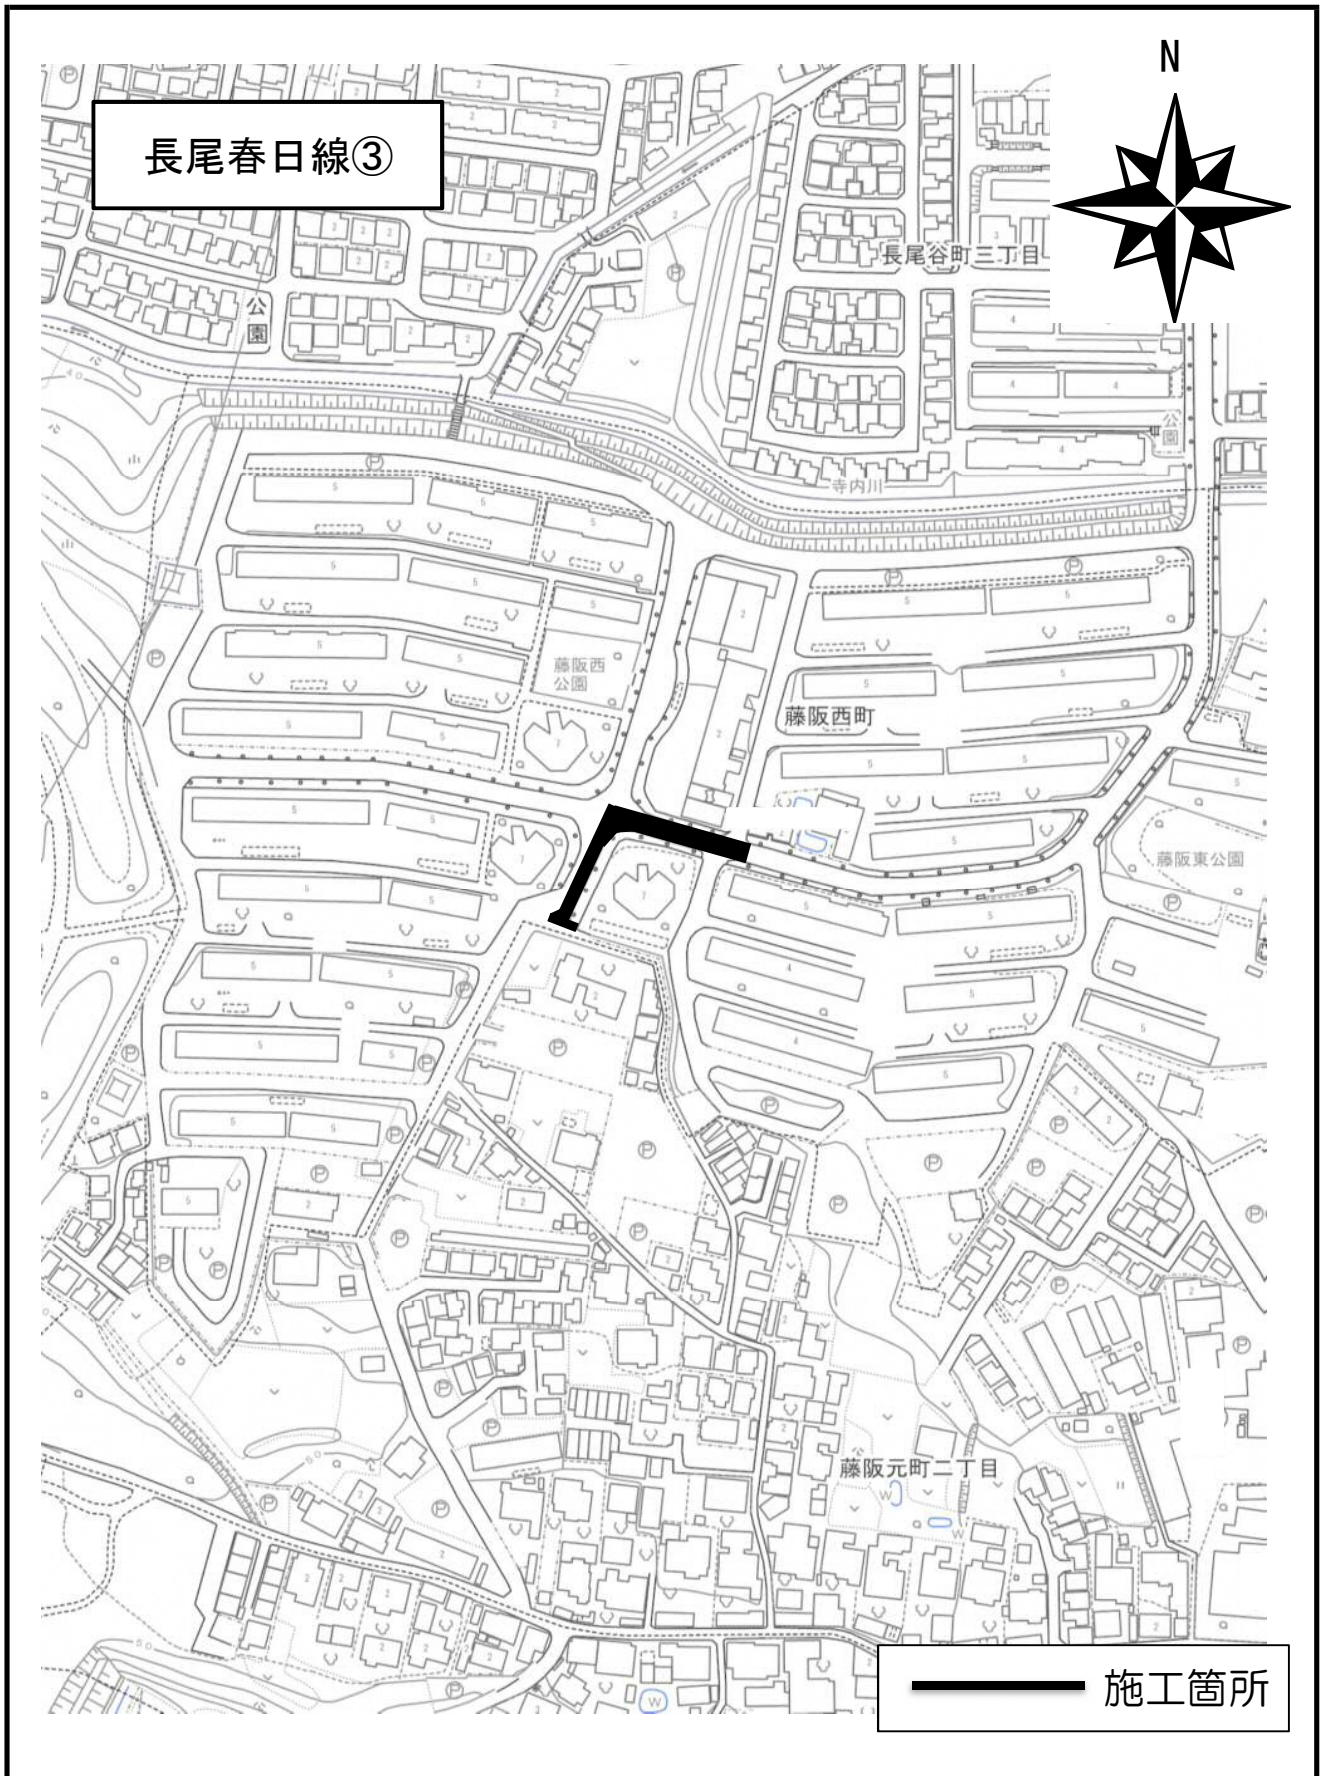 N
長尾春日線③
長尾谷町三丁目
公
園
公
園
寺内川
藤阪西
公園
藤阪西町
藤阪東公園
藤阪元町二丁目
施工箇所